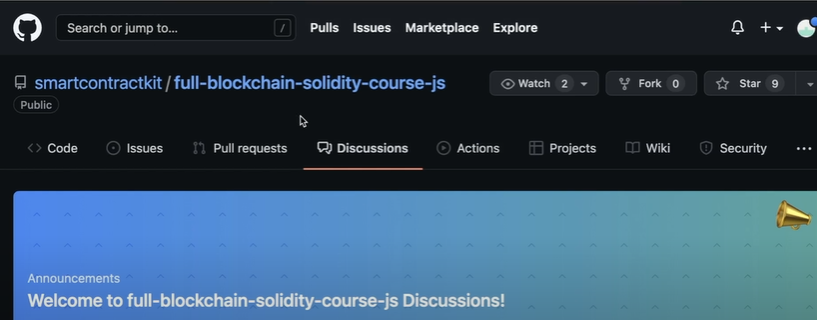 Search or jump to... /
Pulls Issues Marketplace Explore
smartcontractkit / full-blockchain-solidity-course-js
Watch 2 Fork 0 Star 9
Public
Code Issues Pull requests Discussions Actions Projects Wiki Security
Announcements
Welcome to full-blockchain-solidity-course-js Discussions!